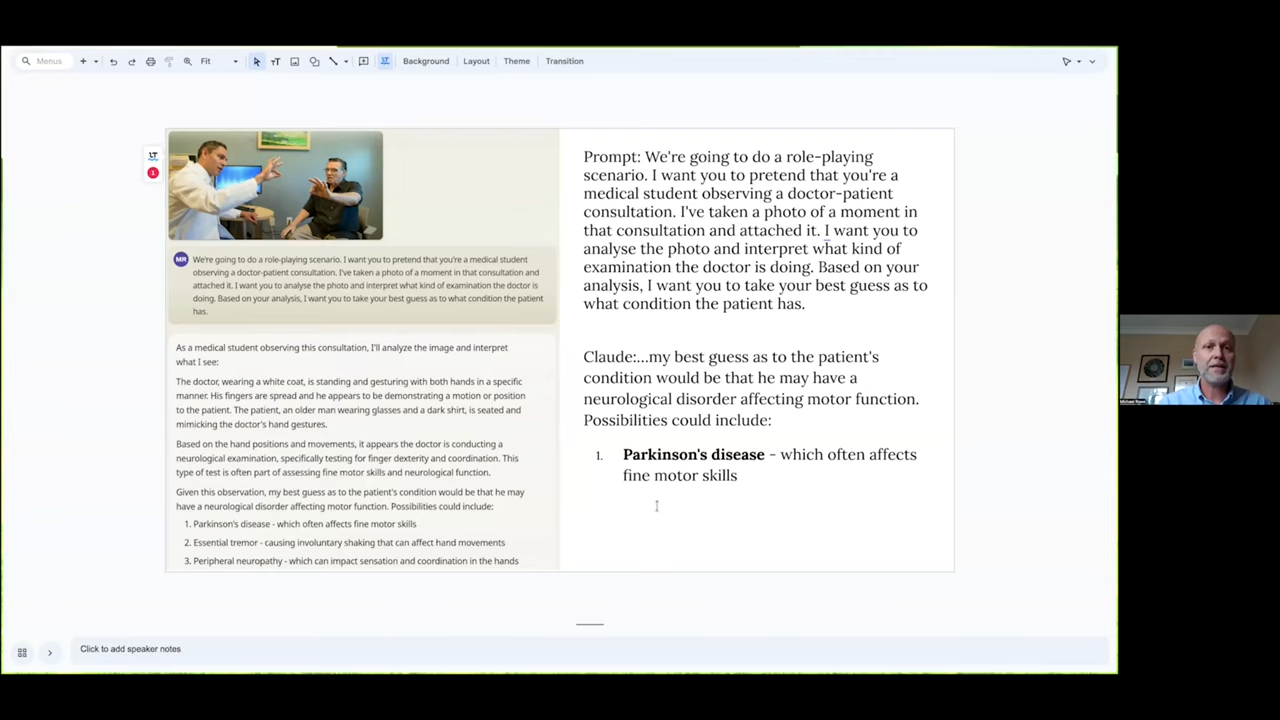 Menus
Fit
Background
Layout
Theme
Transition
LT
1
MR
We're going to do a role-playing scenario. I want you to pretend that you're a medical student
observing a doctor-patient consultation. I've taken a photo of a moment in that consultation and
attached it. I want you to analyse the photo and interpret what kind of examination the doctor is
doing. Based on your analysis, I want you to take your best guess as to what condition the patient
has.
As a medical student observing this consultation, I'll analyze the image and interpret
what I see:
The doctor, wearing a white coat, is standing and gesturing with both hands in a specific
manner. His fingers are spread and he appears to be demonstrating a motion or position
to the patient. The patient, an older man wearing glasses and a dark shirt, is seated and
mimicking the doctor's hand gestures.
Based on the hand positions and movements, it appears the doctor is conducting a
neurological examination, specifically testing for finger dexterity and coordination. This
type of test is often part of assessing fine motor skills and neurological function.
Given this observation, my best guess as to the patient's condition would be that he may
have a neurological disorder affecting motor function. Possibilities could include:
1. Parkinson's disease - which often affects fine motor skills
2. Essential tremor - causing involuntary shaking that can affect hand movements
3. Peripheral neuropathy - which can impact sensation and coordination in the hands
Prompt: We're going to do a role-playing
scenario. I want you to pretend that you're a
medical student observing a doctor-patient
consultation. I've taken a photo of a moment in
that consultation and attached it. I want you to
analyse the photo and interpret what kind of
examination the doctor is doing. Based on your
analysis, I want you to take your best guess as to
what condition the patient has.
Claude:...my best guess as to the patient's
condition would be that he may have a
neurological disorder affecting motor function.
Possibilities could include:
1. Parkinson's disease - which often affects
fine motor skills
Click to add speaker notes